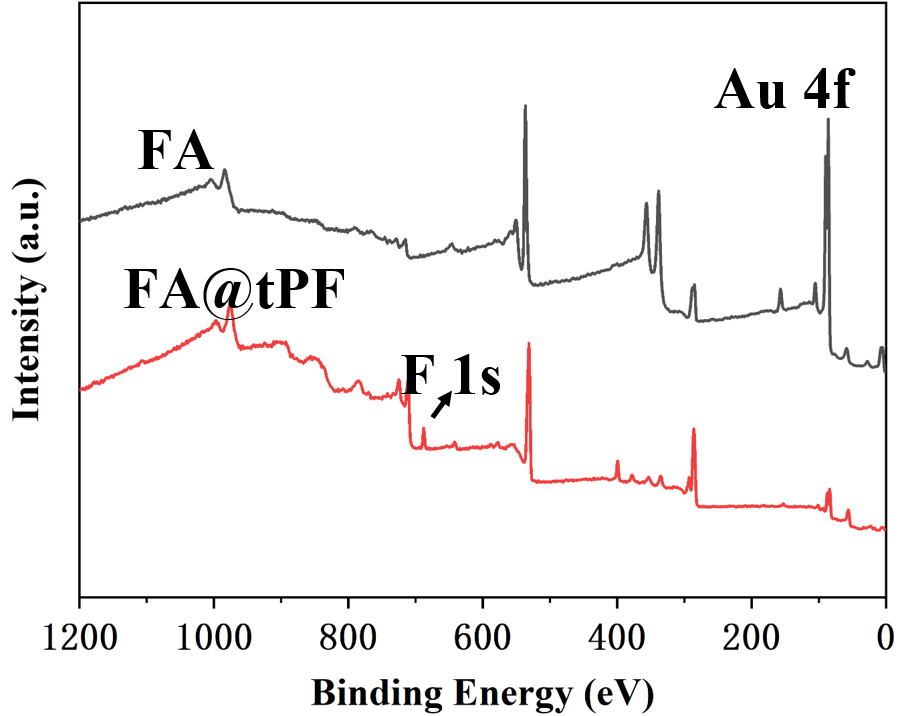 Au 4f
FA
FA@tPF
F 1s
Intensity (a.u.)
1200 1000 800 600 400 200 0
Binding Energy (eV)